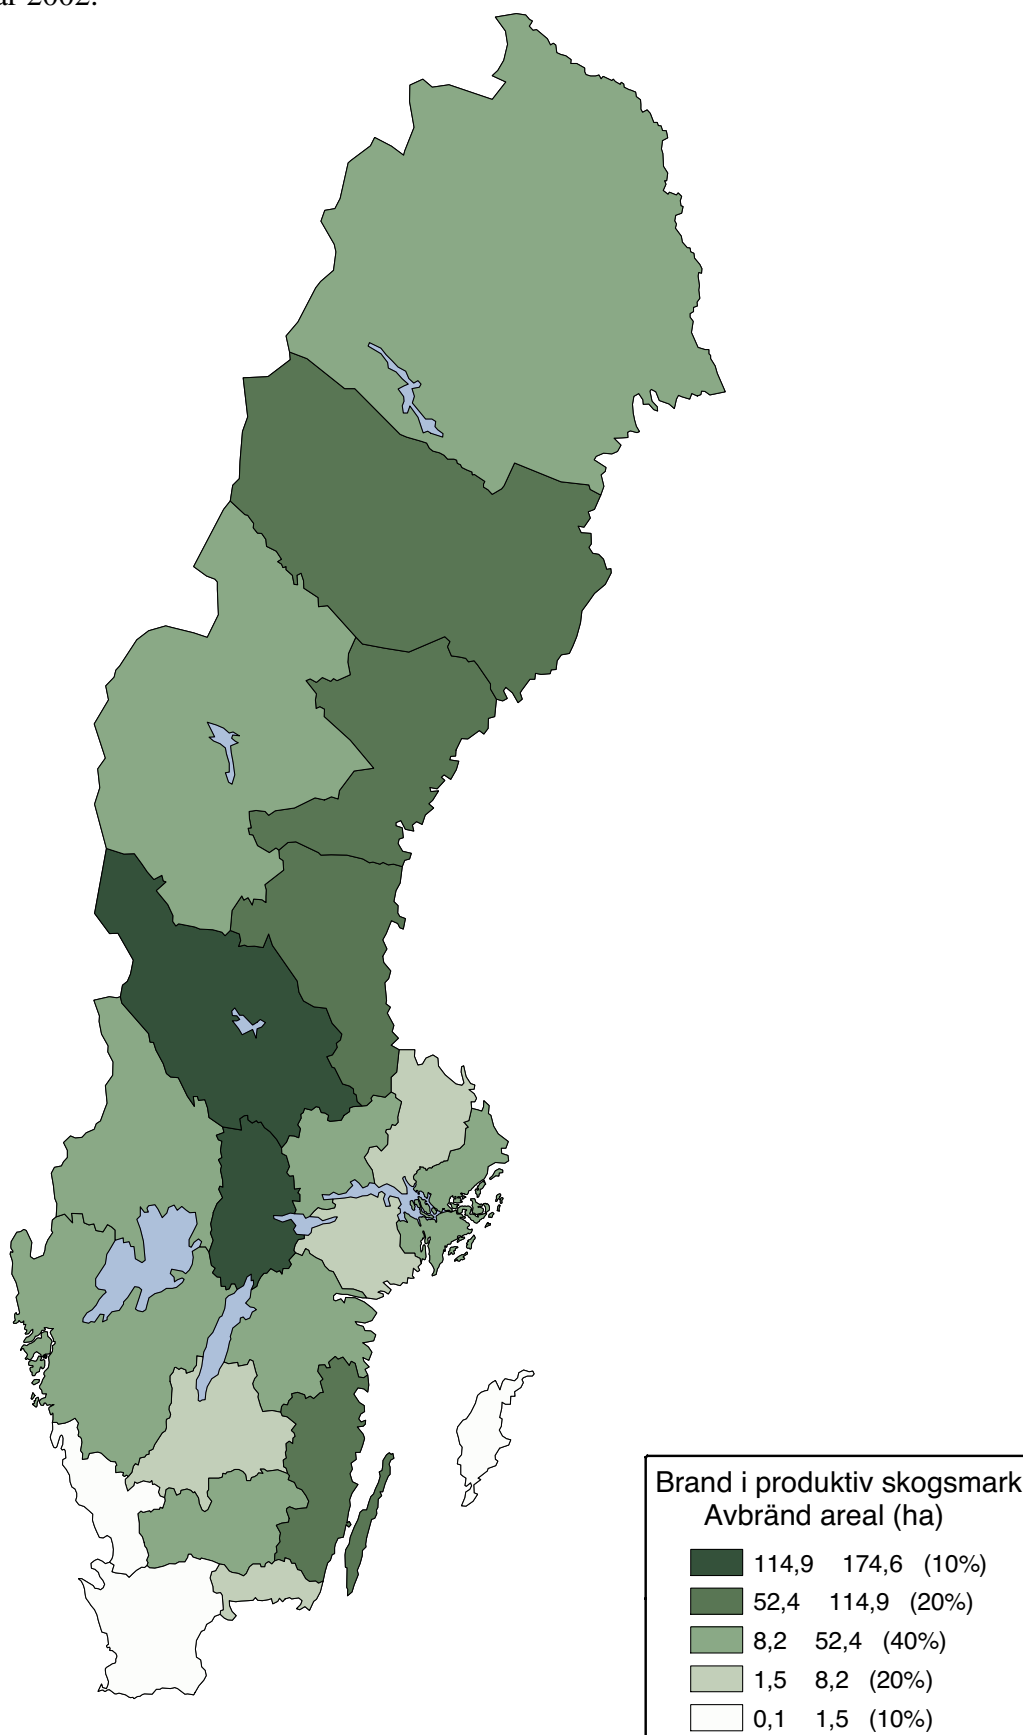 år 2002.
Brand i produktiv skogsmark
Avbränd areal (ha)
114,9 174,6 (10%)
52,4 114,9 (20%)
8,2 52,4 (40%)
1,5 8,2 (20%)
0,1 1,5 (10%)